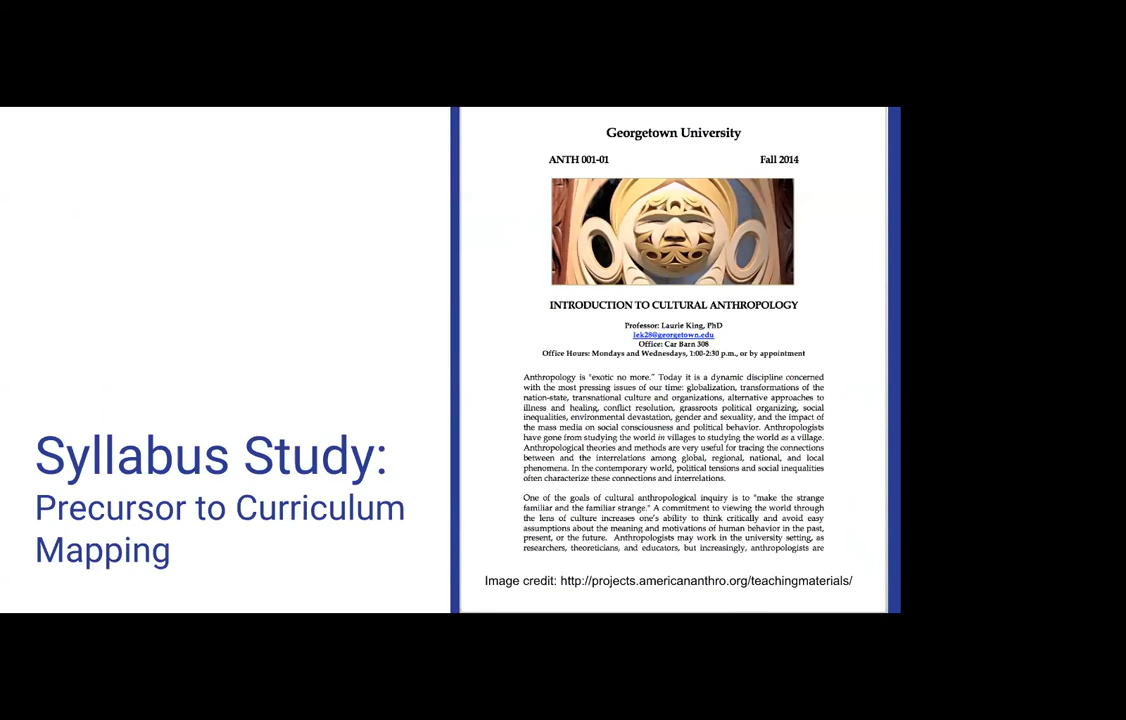 Syllabus Study:
Precursor to Curriculum
Mapping
Georgetown University
ANTH 001-01 Fall 2014
INTRODUCTION TO CULTURAL ANTHROPOLOGY
Professor: Laurie King, PhD
lek28@georgetown.edu
Office: Car Barn 308
Office Hours: Mondays and Wednesdays, 1:00-2:30 p.m., or by appointment
Anthropology is "exotic no more." Today it is a dynamic discipline concerned
with the most pressing issues of our time: globalization, transformations of the
nation-state, transnational culture and organizations, alternative approaches to
illness and healing, conflict resolution, grassroots political organizing, social
inequalities, environmental devastation, gender and sexuality, and the impact of
the mass media on social consciousness and political behavior. Anthropologists
have gone from studying the world in villages to studying the world as a village.
Anthropological theories and methods are very useful for tracing the connections
between and the interrelations among global, regional, national, and local
phenomena. In the contemporary world, political tensions and social inequalities
often characterize these connections and interrelations.
One of the goals of cultural anthropological inquiry is to "make the strange
familiar and the familiar strange." A commitment to viewing the world through
the lens of culture increases one's ability to think critically and avoid easy
assumptions about the meaning and motivations of human behavior in the past,
present, or the future. Anthropologists may work in the university setting, as
researchers, theoreticians, and educators, but increasingly, anthropologists are
Image credit: http://projects.americananthro.org/teachingmaterials/